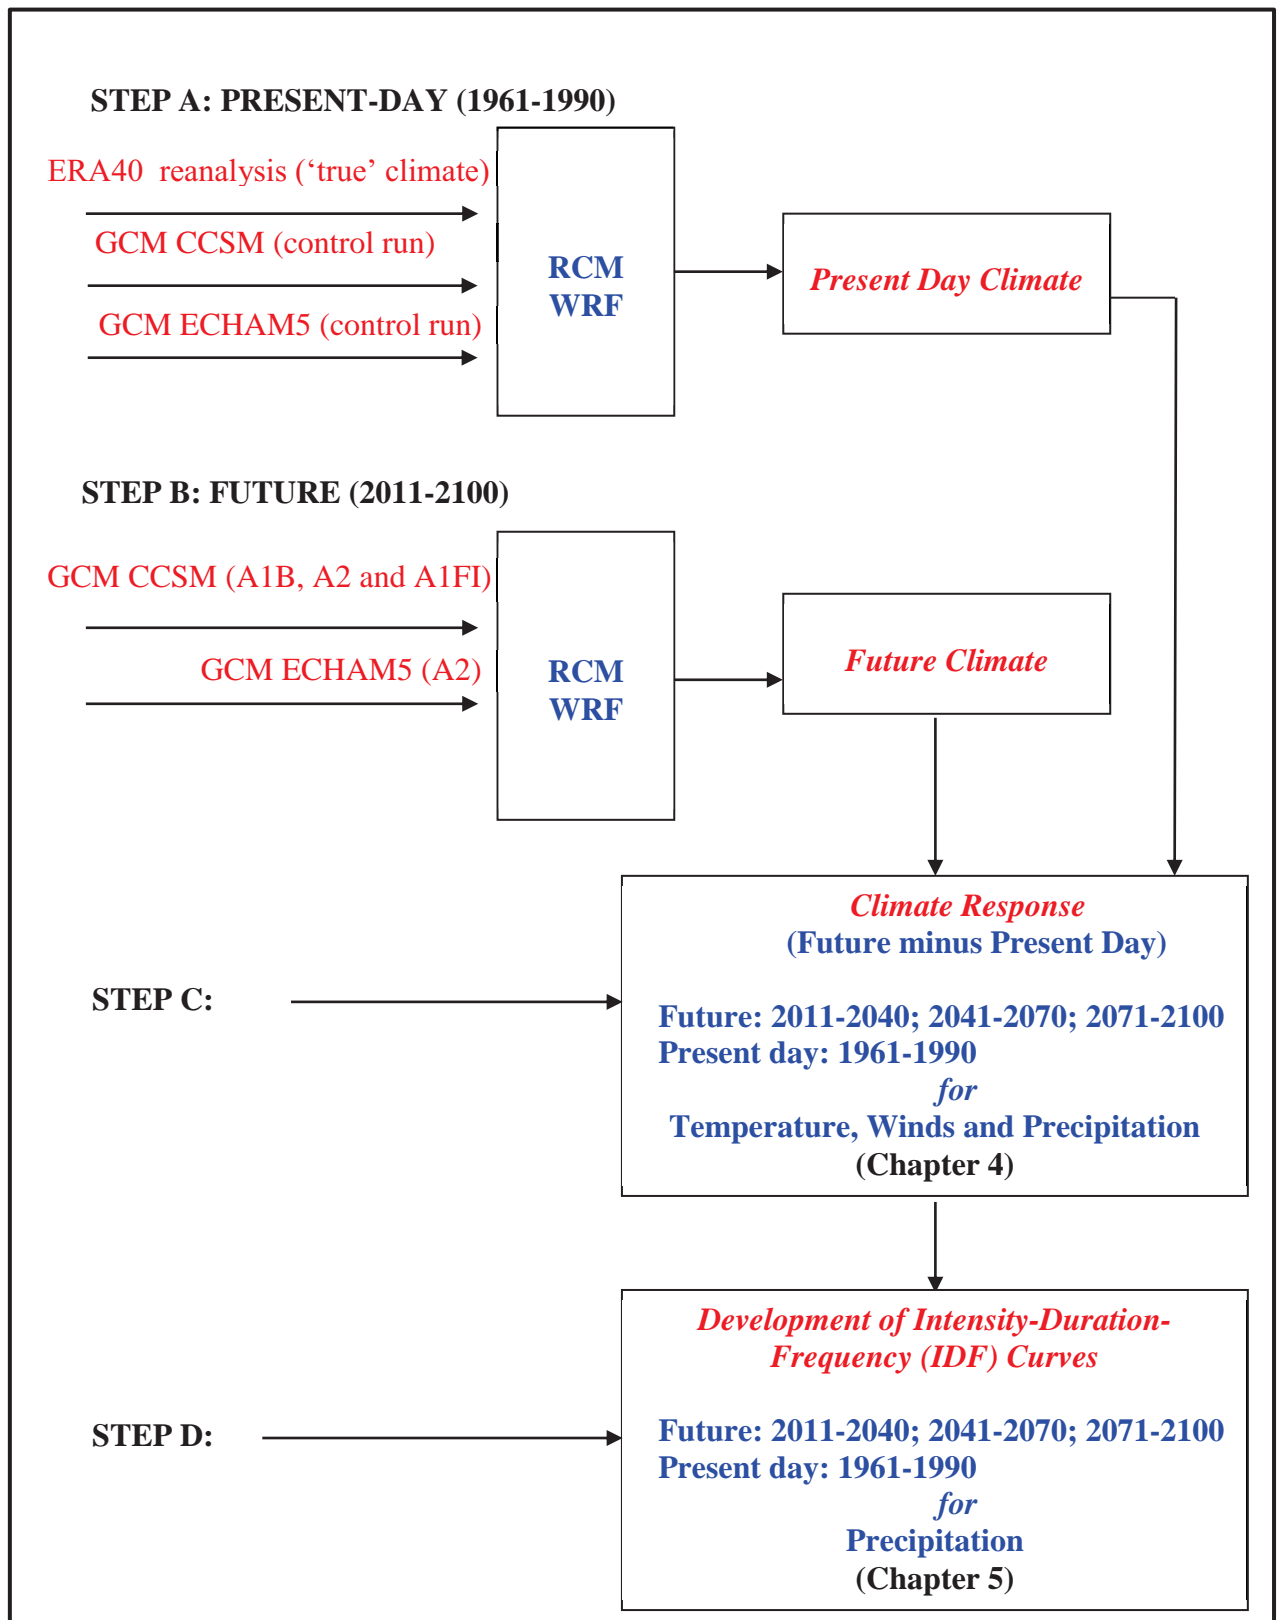 STEP A: PRESENT-DAY (1961-1990)
ERA40 reanalysis (‘true’ climate)
GCM CCSM (control run)
GCM ECHAM5 (control run)
RCM
WRF
Present Day Climate
STEP B: FUTURE (2011-2100)
GCM CCSM (A1B, A2 and A1FI)
GCM ECHAM5 (A2)
RCM
WRF
Future Climate
STEP C:
Climate Response
(Future minus Present Day)
Future: 2011-2040; 2041-2070; 2071-2100
Present day: 1961-1990
for
Temperature, Winds and Precipitation
(Chapter 4)
STEP D:
Development of Intensity-Duration-
Frequency (IDF) Curves
Future: 2011-2040; 2041-2070; 2071-2100
Present day: 1961-1990
for
Precipitation
(Chapter 5)